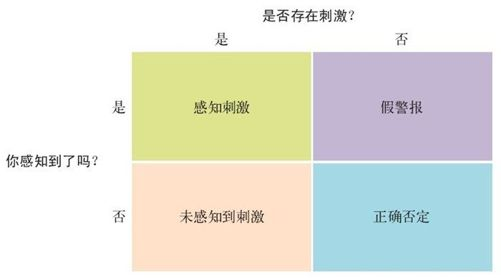 是否存在刺激？
是 否
是 感知刺激 假警报
你感知到了吗？
否 未感知到刺激 正确否定